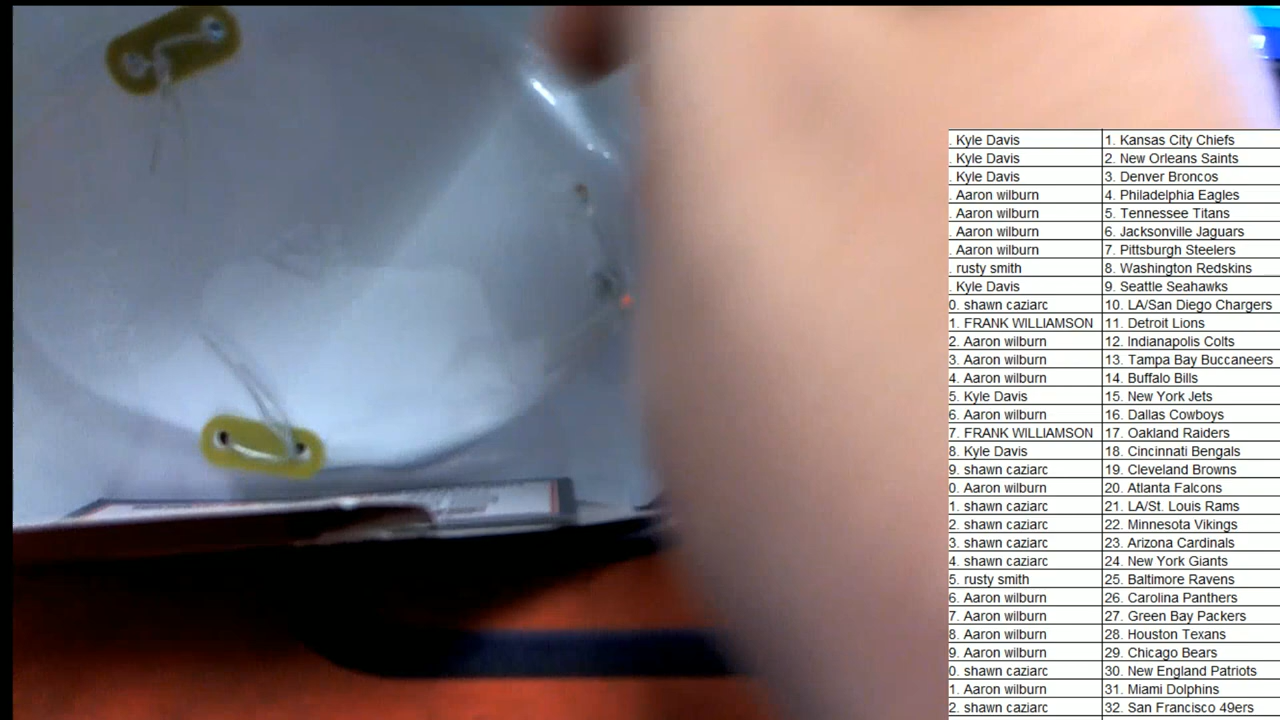 . Kyle Davis 1. Kansas City Chiefs
. Kyle Davis 2. New Orleans Saints
. Kyle Davis 3. Denver Broncos
. Aaron wilburn 4. Philadelphia Eagles
. Aaron wilburn 5. Tennessee Titans
. Aaron wilburn 6. Jacksonville Jaguars
. Aaron wilburn 7. Pittsburgh Steelers
. rusty smith 8. Washington Redskins
. Kyle Davis 9. Seattle Seahawks
0. shawn caziarc 10. LA/San Diego Chargers
1. FRANK WILLIAMSON 11. Detroit Lions
2. Aaron wilburn 12. Indianapolis Colts
3. Aaron wilburn 13. Tampa Bay Buccaneers
4. Aaron wilburn 14. Buffalo Bills
5. Kyle Davis 15. New York Jets
6. Aaron wilburn 16. Dallas Cowboys
7. FRANK WILLIAMSON 17. Oakland Raiders
8. Kyle Davis 18. Cincinnati Bengals
9. shawn caziarc 19. Cleveland Browns
0. Aaron wilburn 20. Atlanta Falcons
1. shawn caziarc 21. LA/St. Louis Rams
2. shawn caziarc 22. Minnesota Vikings
3. shawn caziarc 23. Arizona Cardinals
4. shawn caziarc 24. New York Giants
5. rusty smith 25. Baltimore Ravens
6. Aaron wilburn 26. Carolina Panthers
7. Aaron wilburn 27. Green Bay Packers
8. Aaron wilburn 28. Houston Texans
9. Aaron wilburn 29. Chicago Bears
0. shawn caziarc 30. New England Patriots
1. Aaron wilburn 31. Miami Dolphins
2. shawn caziarc 32. San Francisco 49ers